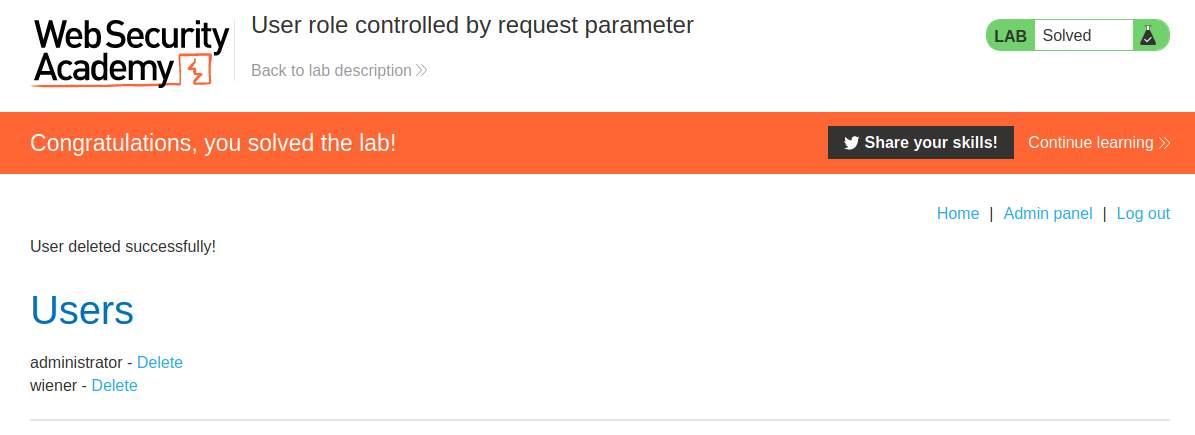 Web Security
Academy
User role controlled by request parameter
Back to lab description
LAB Solved
Congratulations, you solved the lab!
Share your skills!
Continue learning
Home | Admin panel | Log out
User deleted successfully!
Users
administrator - Delete
wiener - Delete